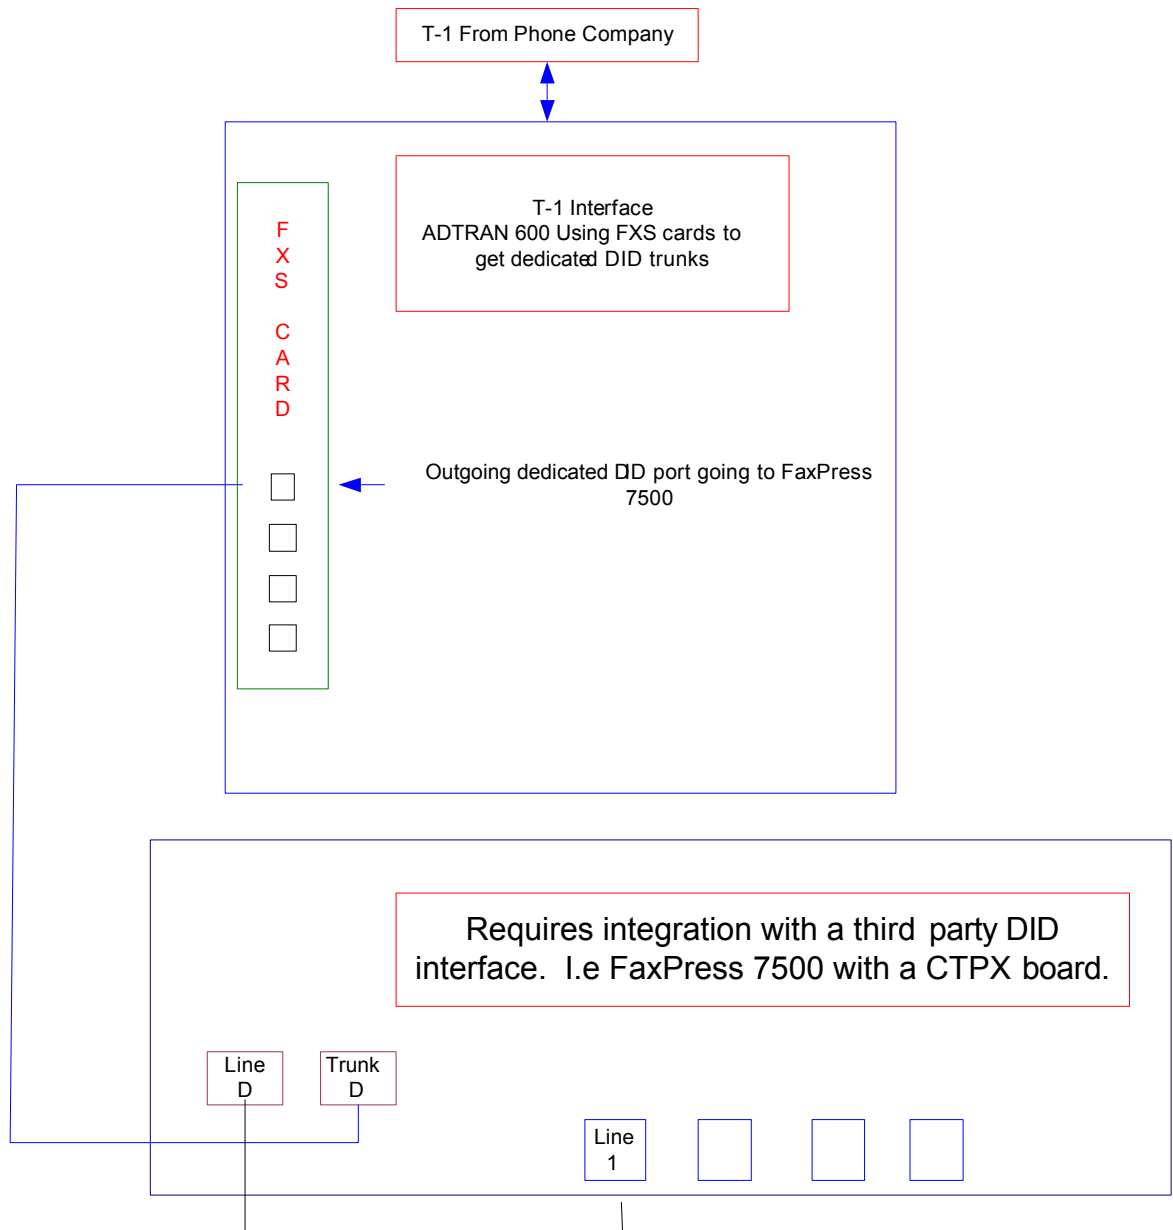 T-1 From Phone Company
T-1 Interface
ADTRAN 600 Using FXS cards to
get dedicated DID trunks
F
X
S
C
A
R
D
Outgoing dedicated DID port going to FaxPress
7500
Requires integration with a third party DID
interface. I.e FaxPress 7500 with a CTPX board.
Line
D
Trunk
D
Line
1